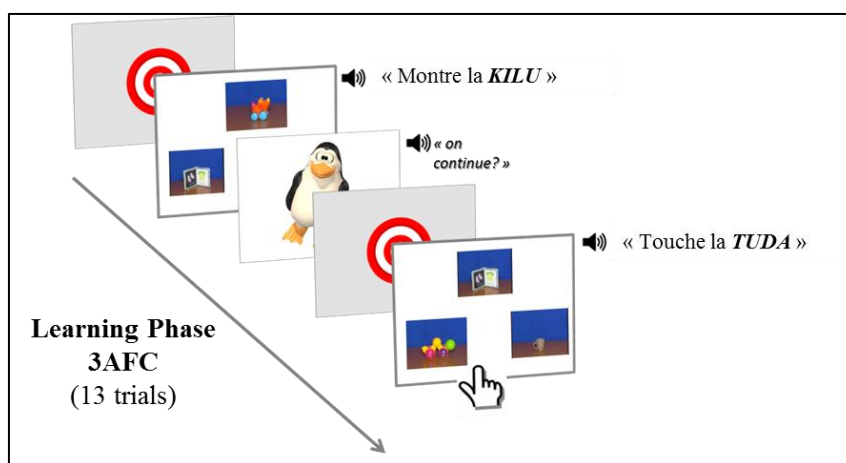 « Montre la KILU »
« on
continue? »
« Touche la TUDA »
Learning Phase
3AFC
(13 trials)